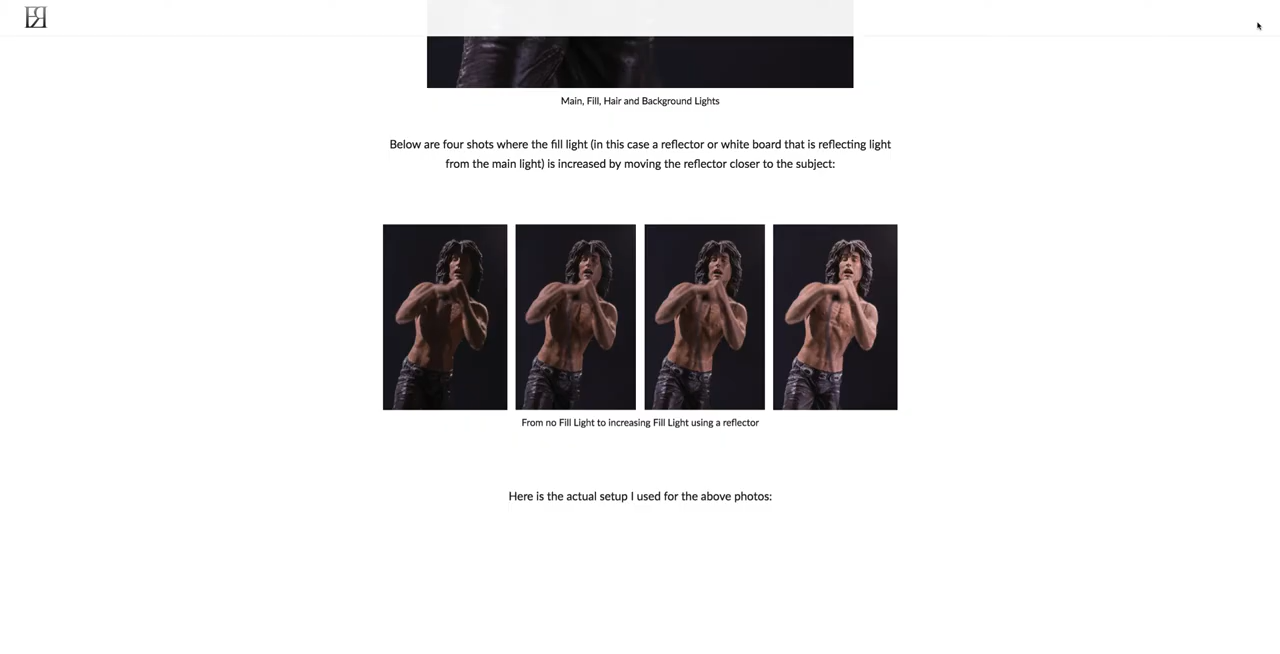 Main, Fill, Hair and Background Lights
Below are four shots where the fill light (in this case a reflector or white board that is reflecting light
from the main light) is increased by moving the reflector closer to the subject:
From no Fill Light to increasing Fill Light using a reflector
Here is the actual setup I used for the above photos: